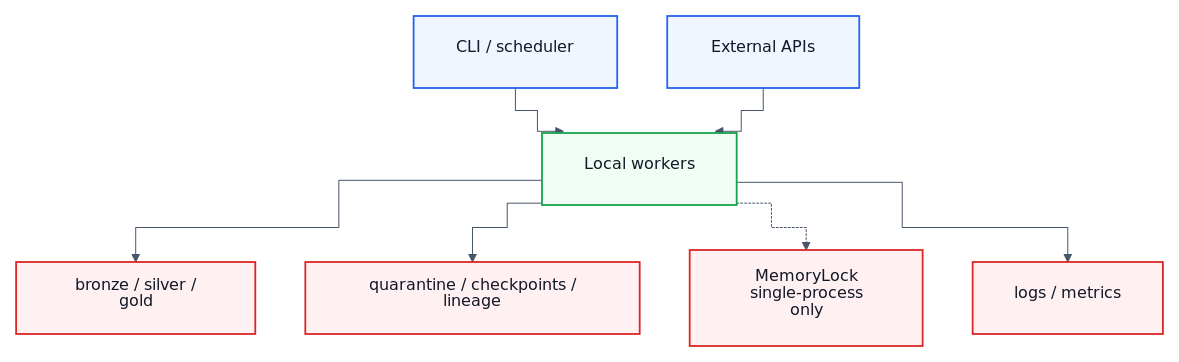 CLI / scheduler
External APIs
Local workers
bronze / silver /
gold
quarantine / checkpoints /
lineage
MemoryLock
single-process
only
logs / metrics